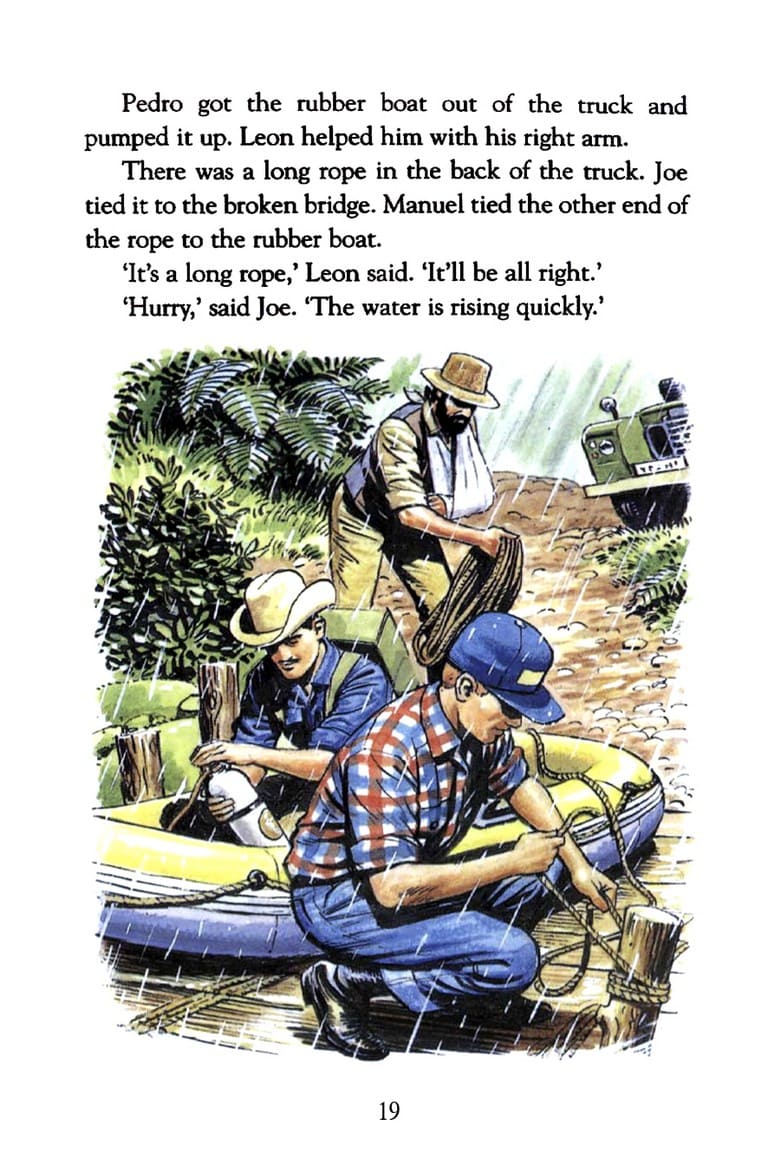 Pedro got the rubber boat out of the truck and
pumped it up. Leon helped him with his right arm.
There was a long rope in the back of the truck. Joe
tied it to the broken bridge. Manuel tied the other end of
the rope to the rubber boat.
‘It’s a long rope,’ Leon said. ‘It’ll be all right.’
‘Hurry,’ said Joe. ‘The water is rising quickly.’
19